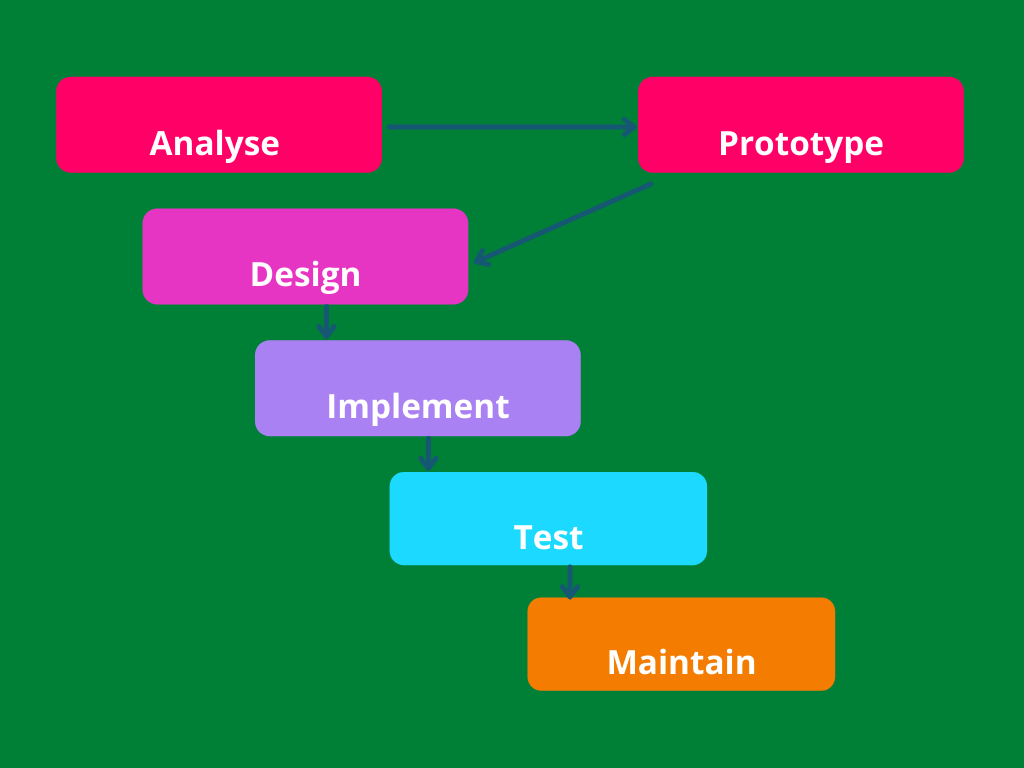 Analyse
Prototype
Design
Implement
Test
Maintain